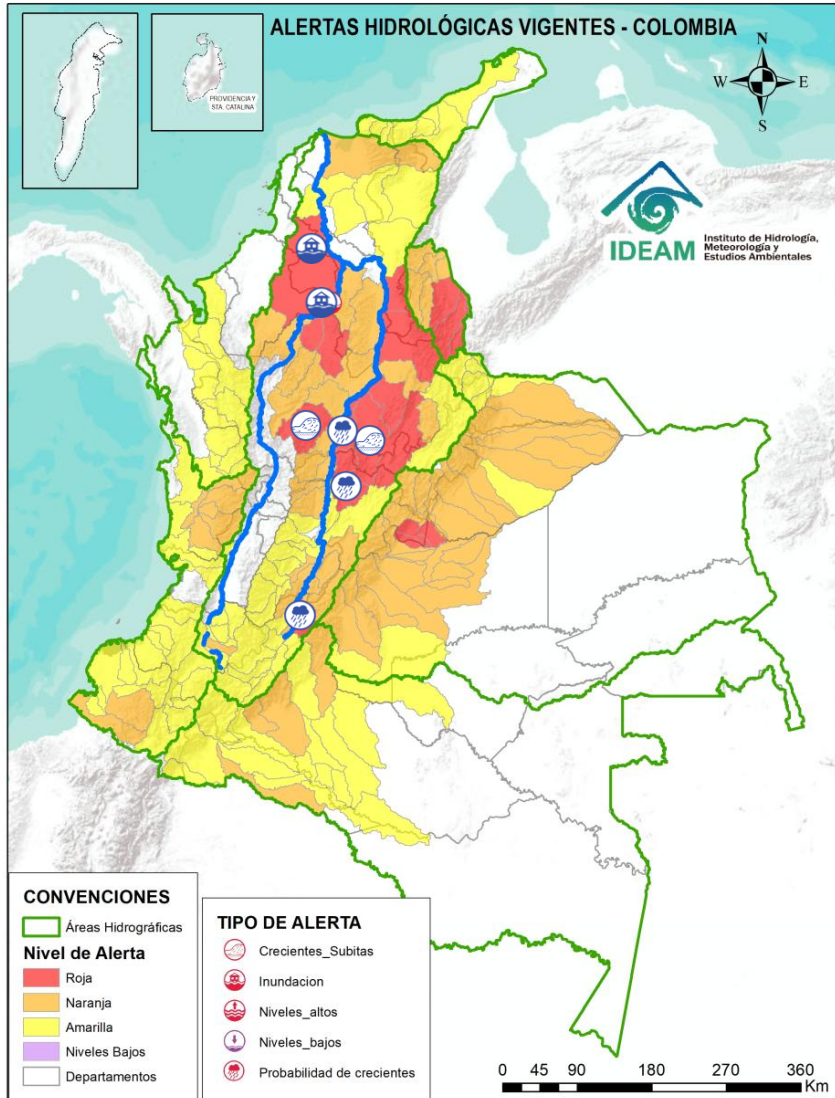 ALERTAS HIDROLÓGICAS VIGENTES - COLOMBIA
PROVIDENCIA Y
STA. CATALINA
N
W
E
S
IDEAM
Instituto de Hidrología,
Meteorología y
Estudios Ambientales
CONVENCIONES
Áreas Hidrográficas
Nivel de Alerta
Roja
Naranja
Amarilla
Niveles Bajos
Departamentos
TIPO DE ALERTA
Crecientes_Subitas
Inundacion
Niveles_altos
Niveles_bajos
Probabilidad de crecientes
0 45 90 180 270 360
Km